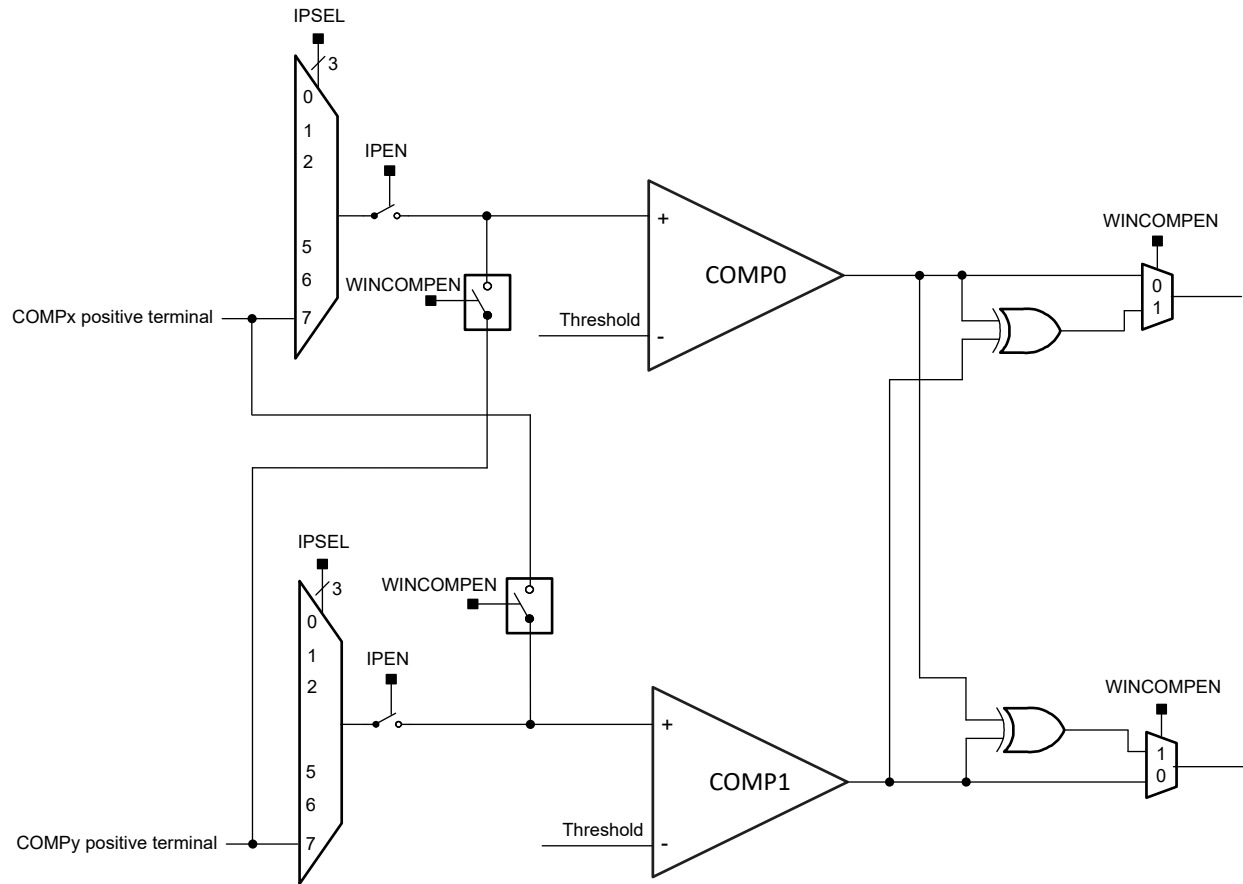 IPSEL
3
0
1
2
IPEN
5
6
7
COMPx positive terminal
WINCOMPEN
+
COMP0
Threshold
-
WINCOMPEN
0
1
IPSEL
3
0
1
2
IPEN
5
6
7
COMPy positive terminal
WINCOMPEN
+
COMP1
Threshold
-
WINCOMPEN
1
0